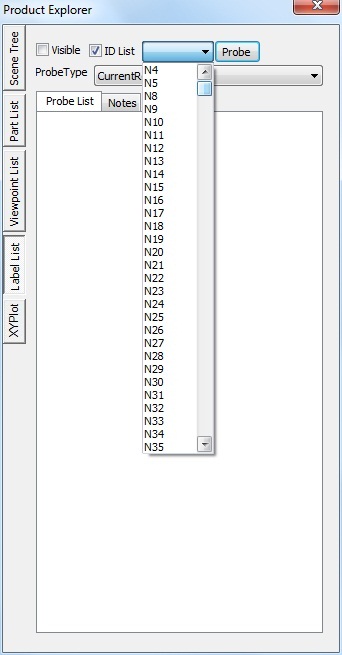 Product Explorer
Scene Tree
Part List
Viewpoint List
Label List
XYPlot
Visible ID List Probe
ProbeType CurrentR
Probe List Notes
N4
N5
N8
N9
N10
N11
N12
N13
N14
N15
N16
N17
N18
N19
N20
N21
N22
N23
N24
N25
N26
N27
N28
N29
N30
N31
N32
N33
N34
N35